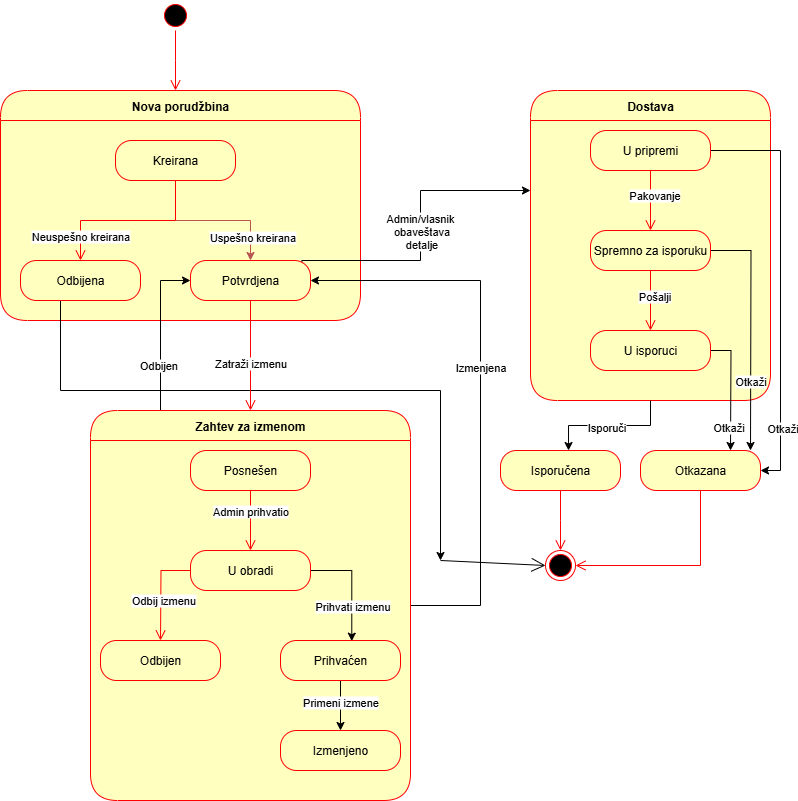 Nova porudžbina
Kreirana
Neuspešno kreirana
Uspešno kreirana
Odbijena
Potvrdjena
Admin/vlasnik
obaveštava
detalje
Dostava
U pripremi
Pakovanje
Spremno za isporuku
Pošalji
U isporuci
Odbijen
Zatraži izmenu
Izmenjena
Otkaži
Otkaži
Otkaži
Isporuči
Isporučena
Otkazana
Zahtev za izmenom
Posnešen
Admin prihvatio
U obradi
Odbij izmenu
Prihvati izmenu
Odbijen
Prihvaćen
Primeni izmene
Izmenjeno